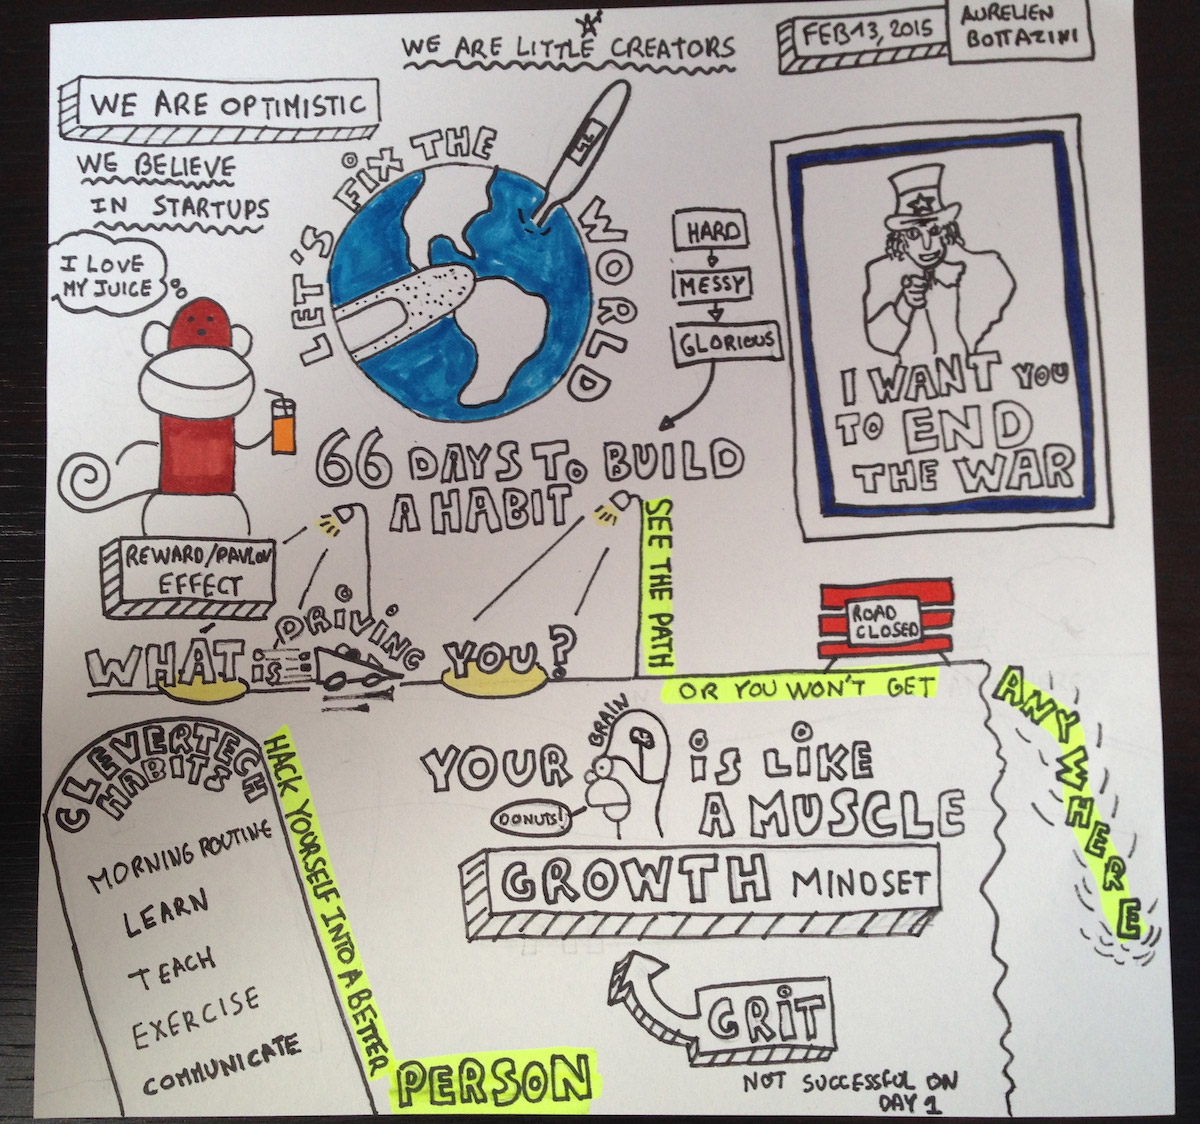 WE ARE LITTLE CREATORS
FEB 13, 2015
AURELIEN
BOTTAZINI
WE ARE OPTIMISTIC
WE BELIEVE
IN STARTUPS
LET'S FIX THE WORLD
I LOVE
MY JUICE
HARD
MESSY
GLORIOUS
I WANT YOU
TO END
THE WAR
66 DAYS TO BUILD
A HABIT
REWARD/PAVLOV
EFFECT
WHAT is DRIVING YOU?
SEE THE PATH
OR YOU WON'T GET
ANYWHERE
ROAD
CLOSED
CLEVERTECH
HABITS
MORNING ROUTINE
LEARN
TEACH
EXERCISE
COMMUNICATE
HACK YOURSELF INTO A BETTER
PERSON
YOUR BRAIN is LiKE
A MUSCLE
DONUTS!
GROWTH MINDSET
GRiT
NOT SUCCESSFUL ON
DAY 1